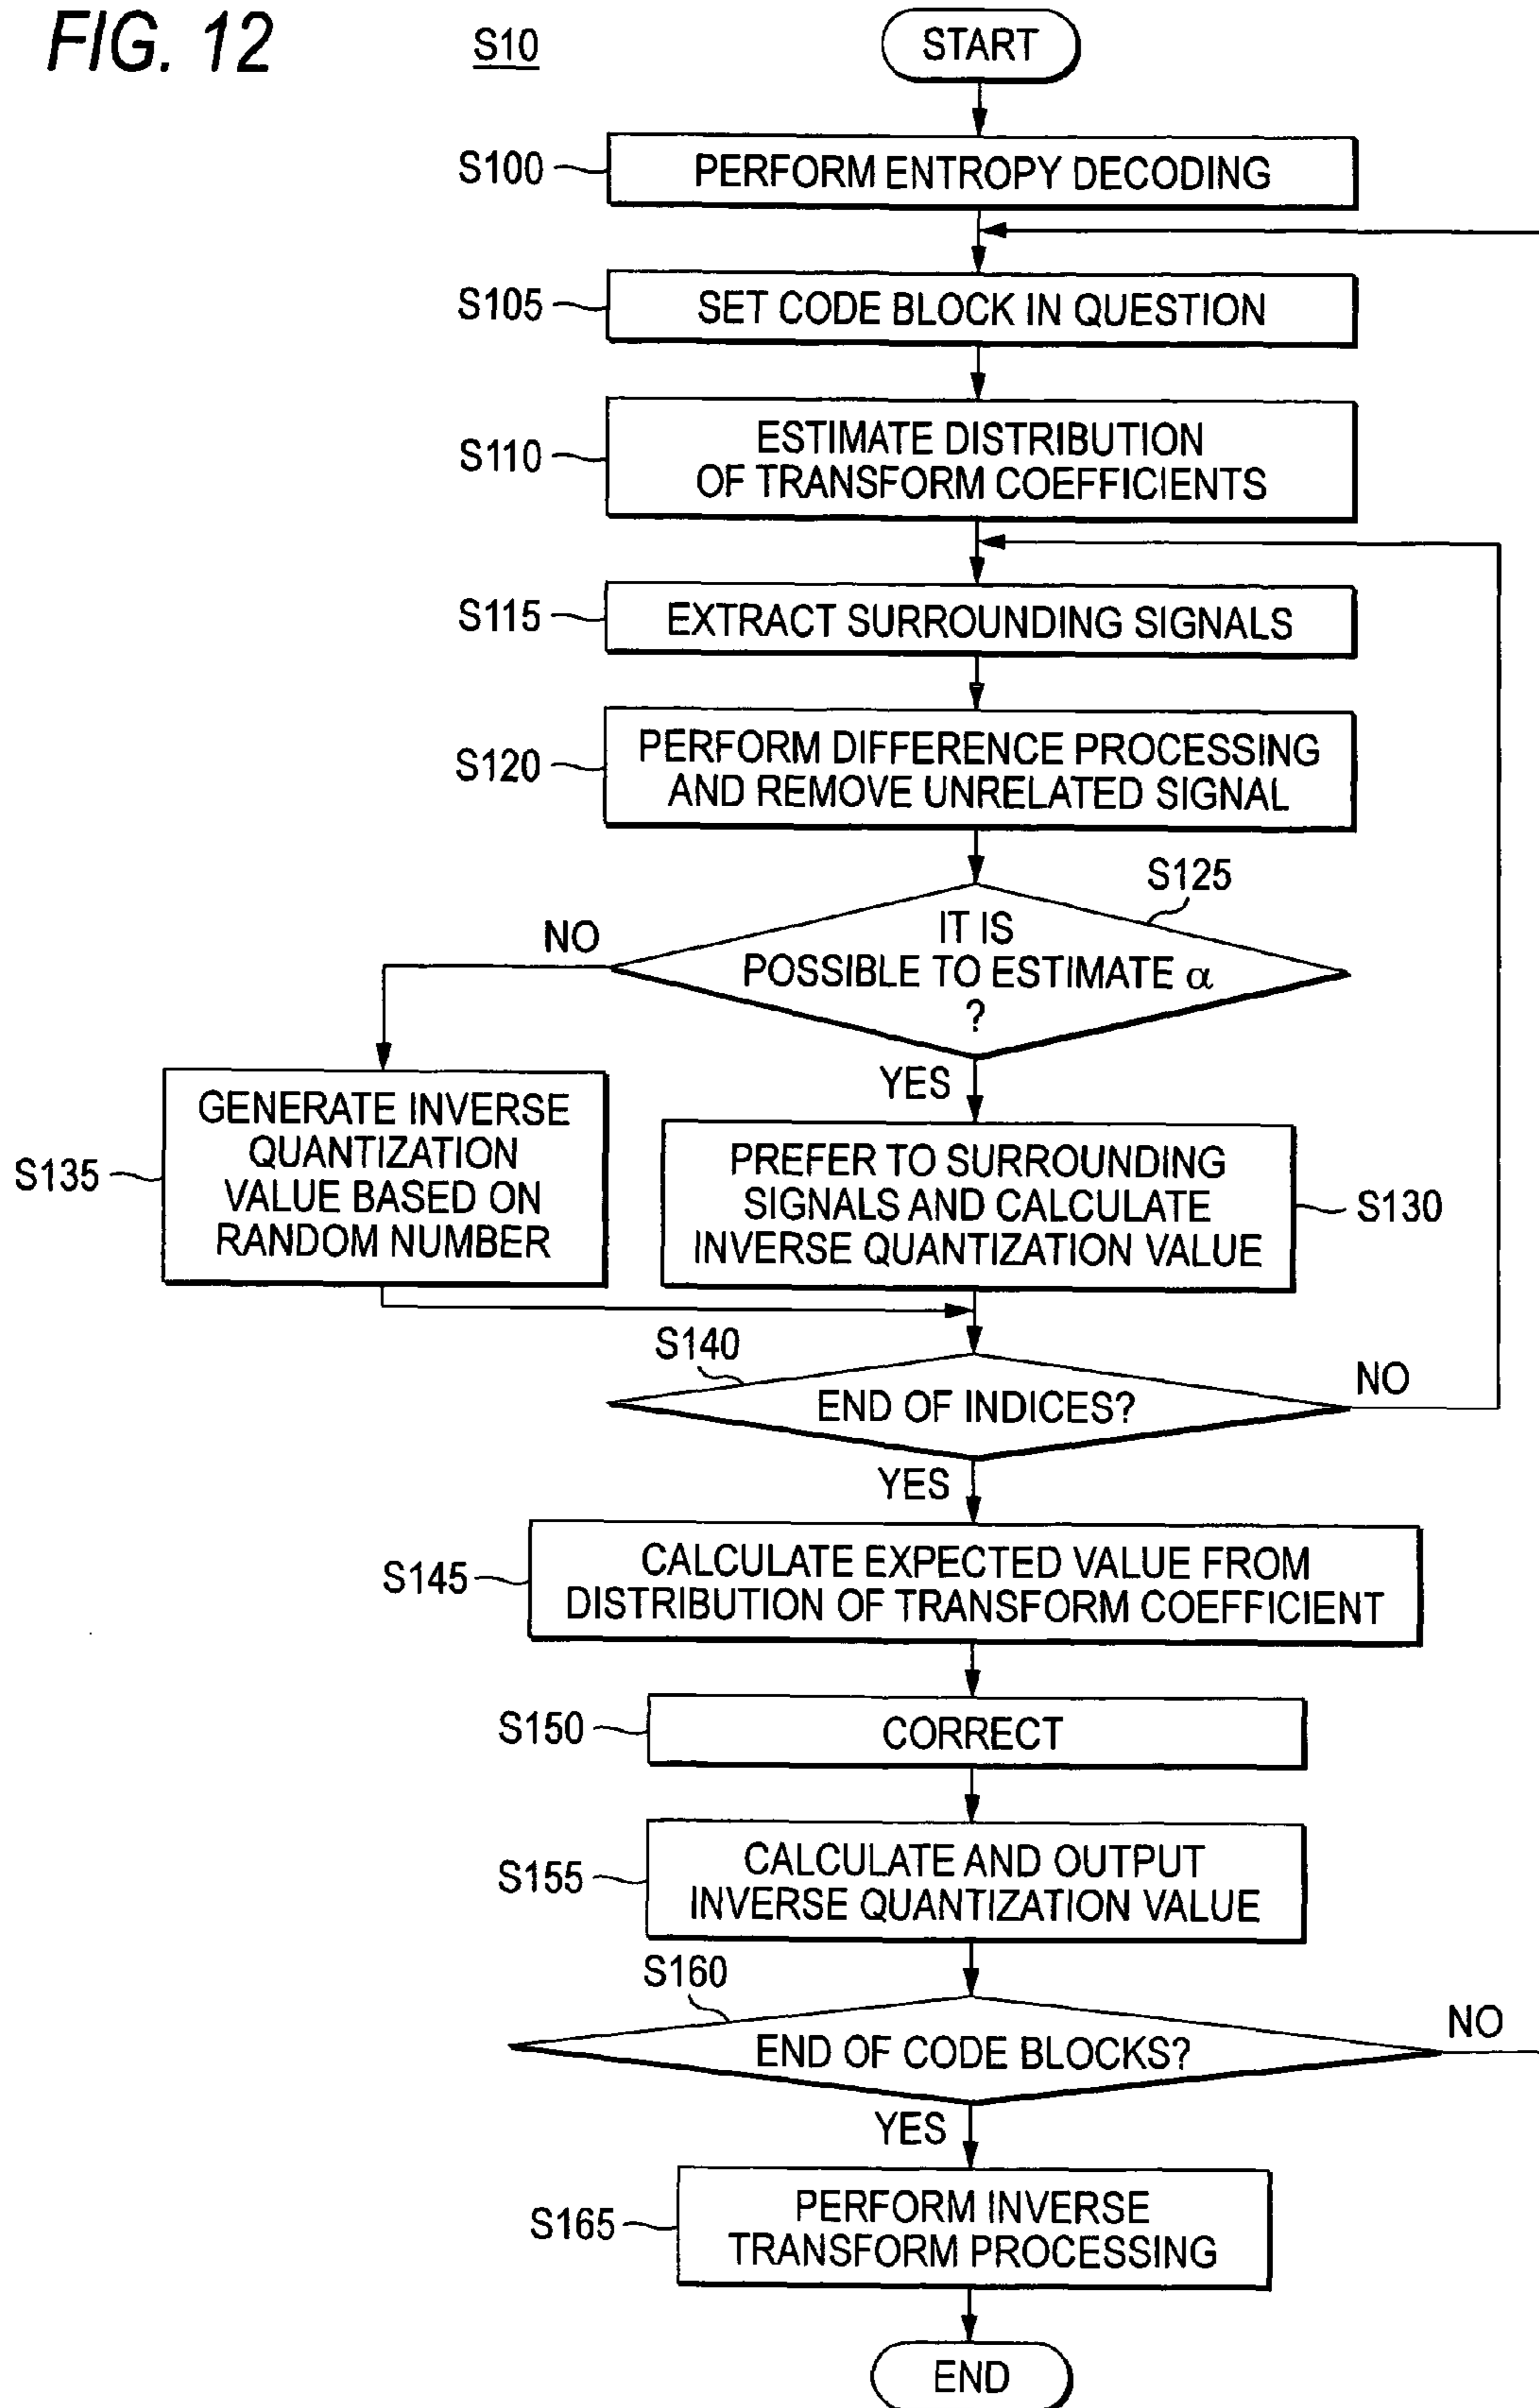 FIG. 12
S10
START
S100
PERFORM ENTROPY DECODING
S105
SET CODE BLOCK IN QUESTION
S110
ESTIMATE DISTRIBUTION
OF TRANSFORM COEFFICIENTS
S115
EXTRACT SURROUNDING SIGNALS
S120
PERFORM DIFFERENCE PROCESSING
AND REMOVE UNRELATED SIGNAL
S125
IT IS
POSSIBLE TO ESTIMATE α
?
NO
YES
S135
GENERATE INVERSE
QUANTIZATION
VALUE BASED ON
RANDOM NUMBER
PREFER TO SURROUNDING
SIGNALS AND CALCULATE
INVERSE QUANTIZATION VALUE
S130
S140
END OF INDICES?
NO
YES
S145
CALCULATE EXPECTED VALUE FROM
DISTRIBUTION OF TRANSFORM COEFFICIENT
S150
CORRECT
S155
CALCULATE AND OUTPUT
INVERSE QUANTIZATION VALUE
S160
END OF CODE BLOCKS?
NO
YES
S165
PERFORM INVERSE
TRANSFORM PROCESSING
END